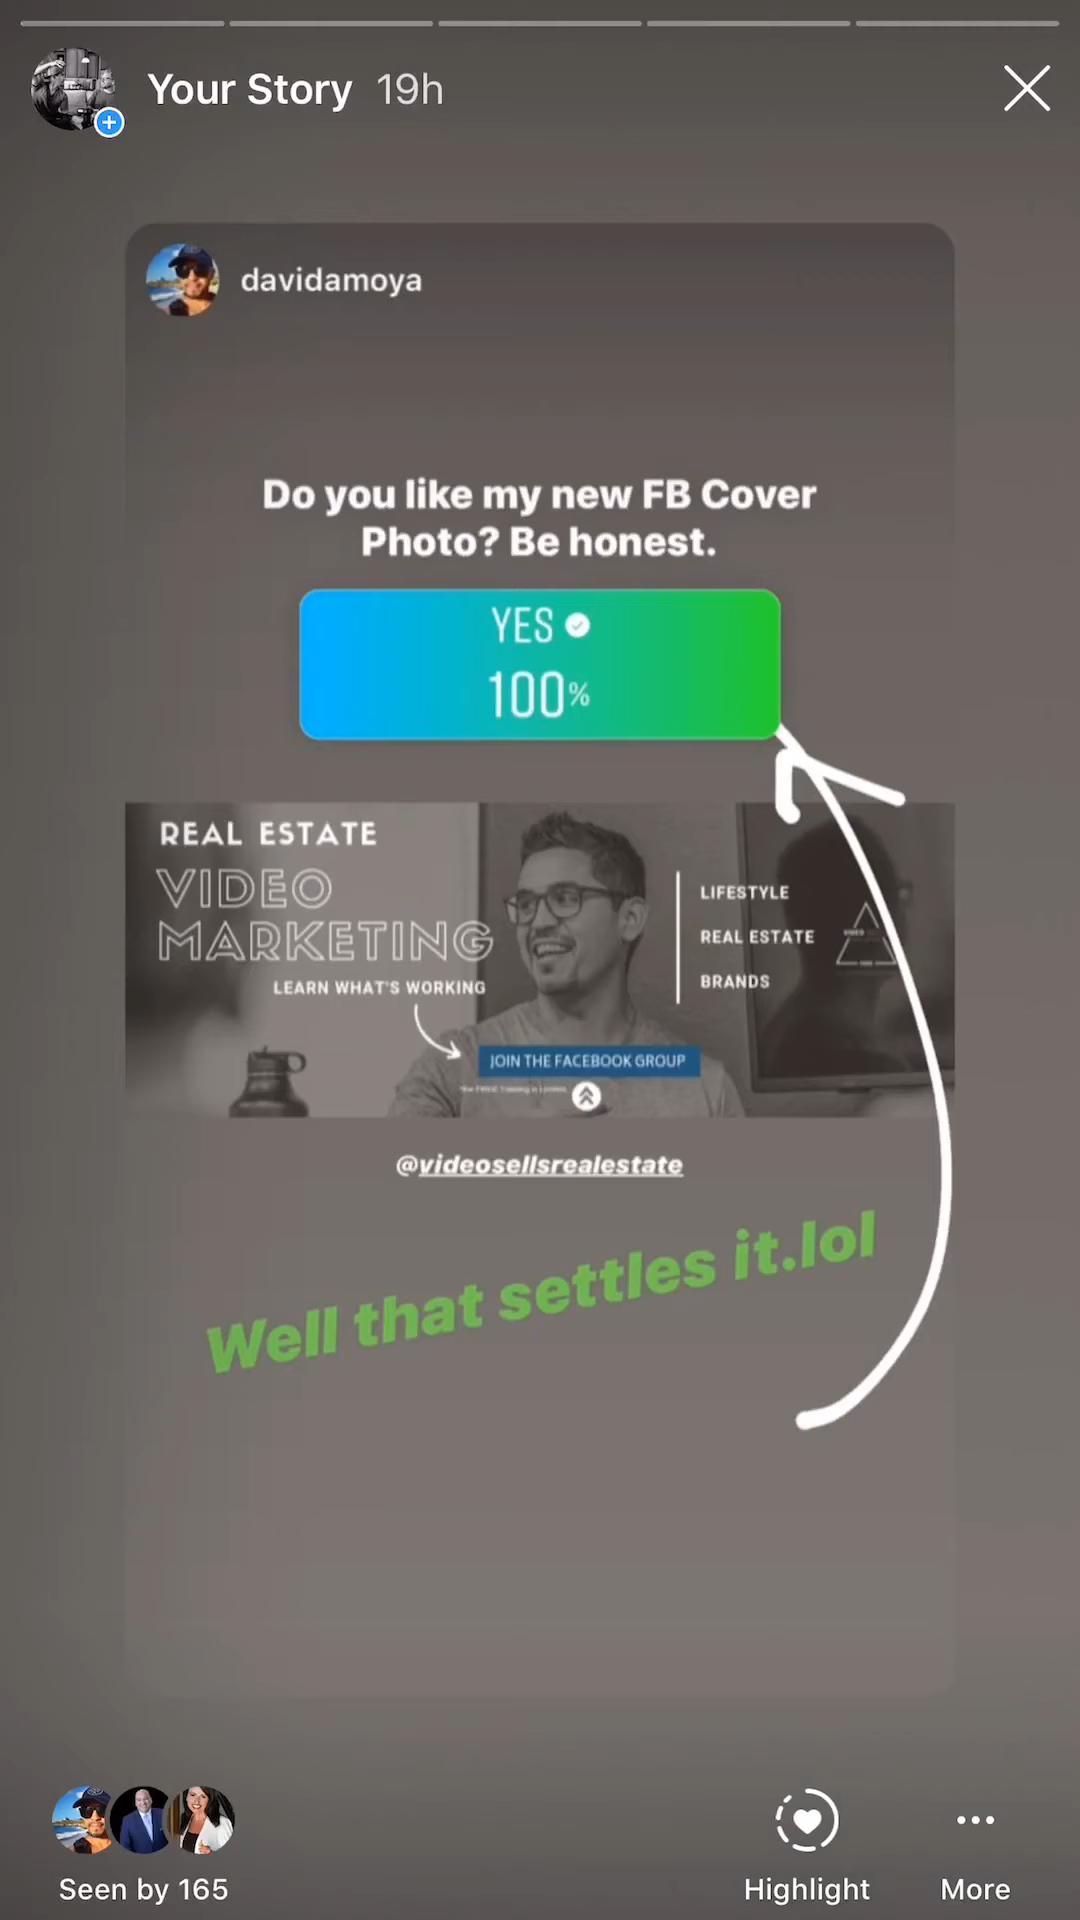 Your Story 19h
davidamoya
Do you like my new FB Cover
Photo? Be honest.
YES
100%
REAL ESTATE
VIDEO
MARKETING
LEARN WHAT'S WORKING
JOIN THE FACEBOOK GROUP
LIFESTYLE
REAL ESTATE
BRANDS
VIDEO
@videosellsrealestate
Well that settles it.lol
Seen by 165
Highlight
More